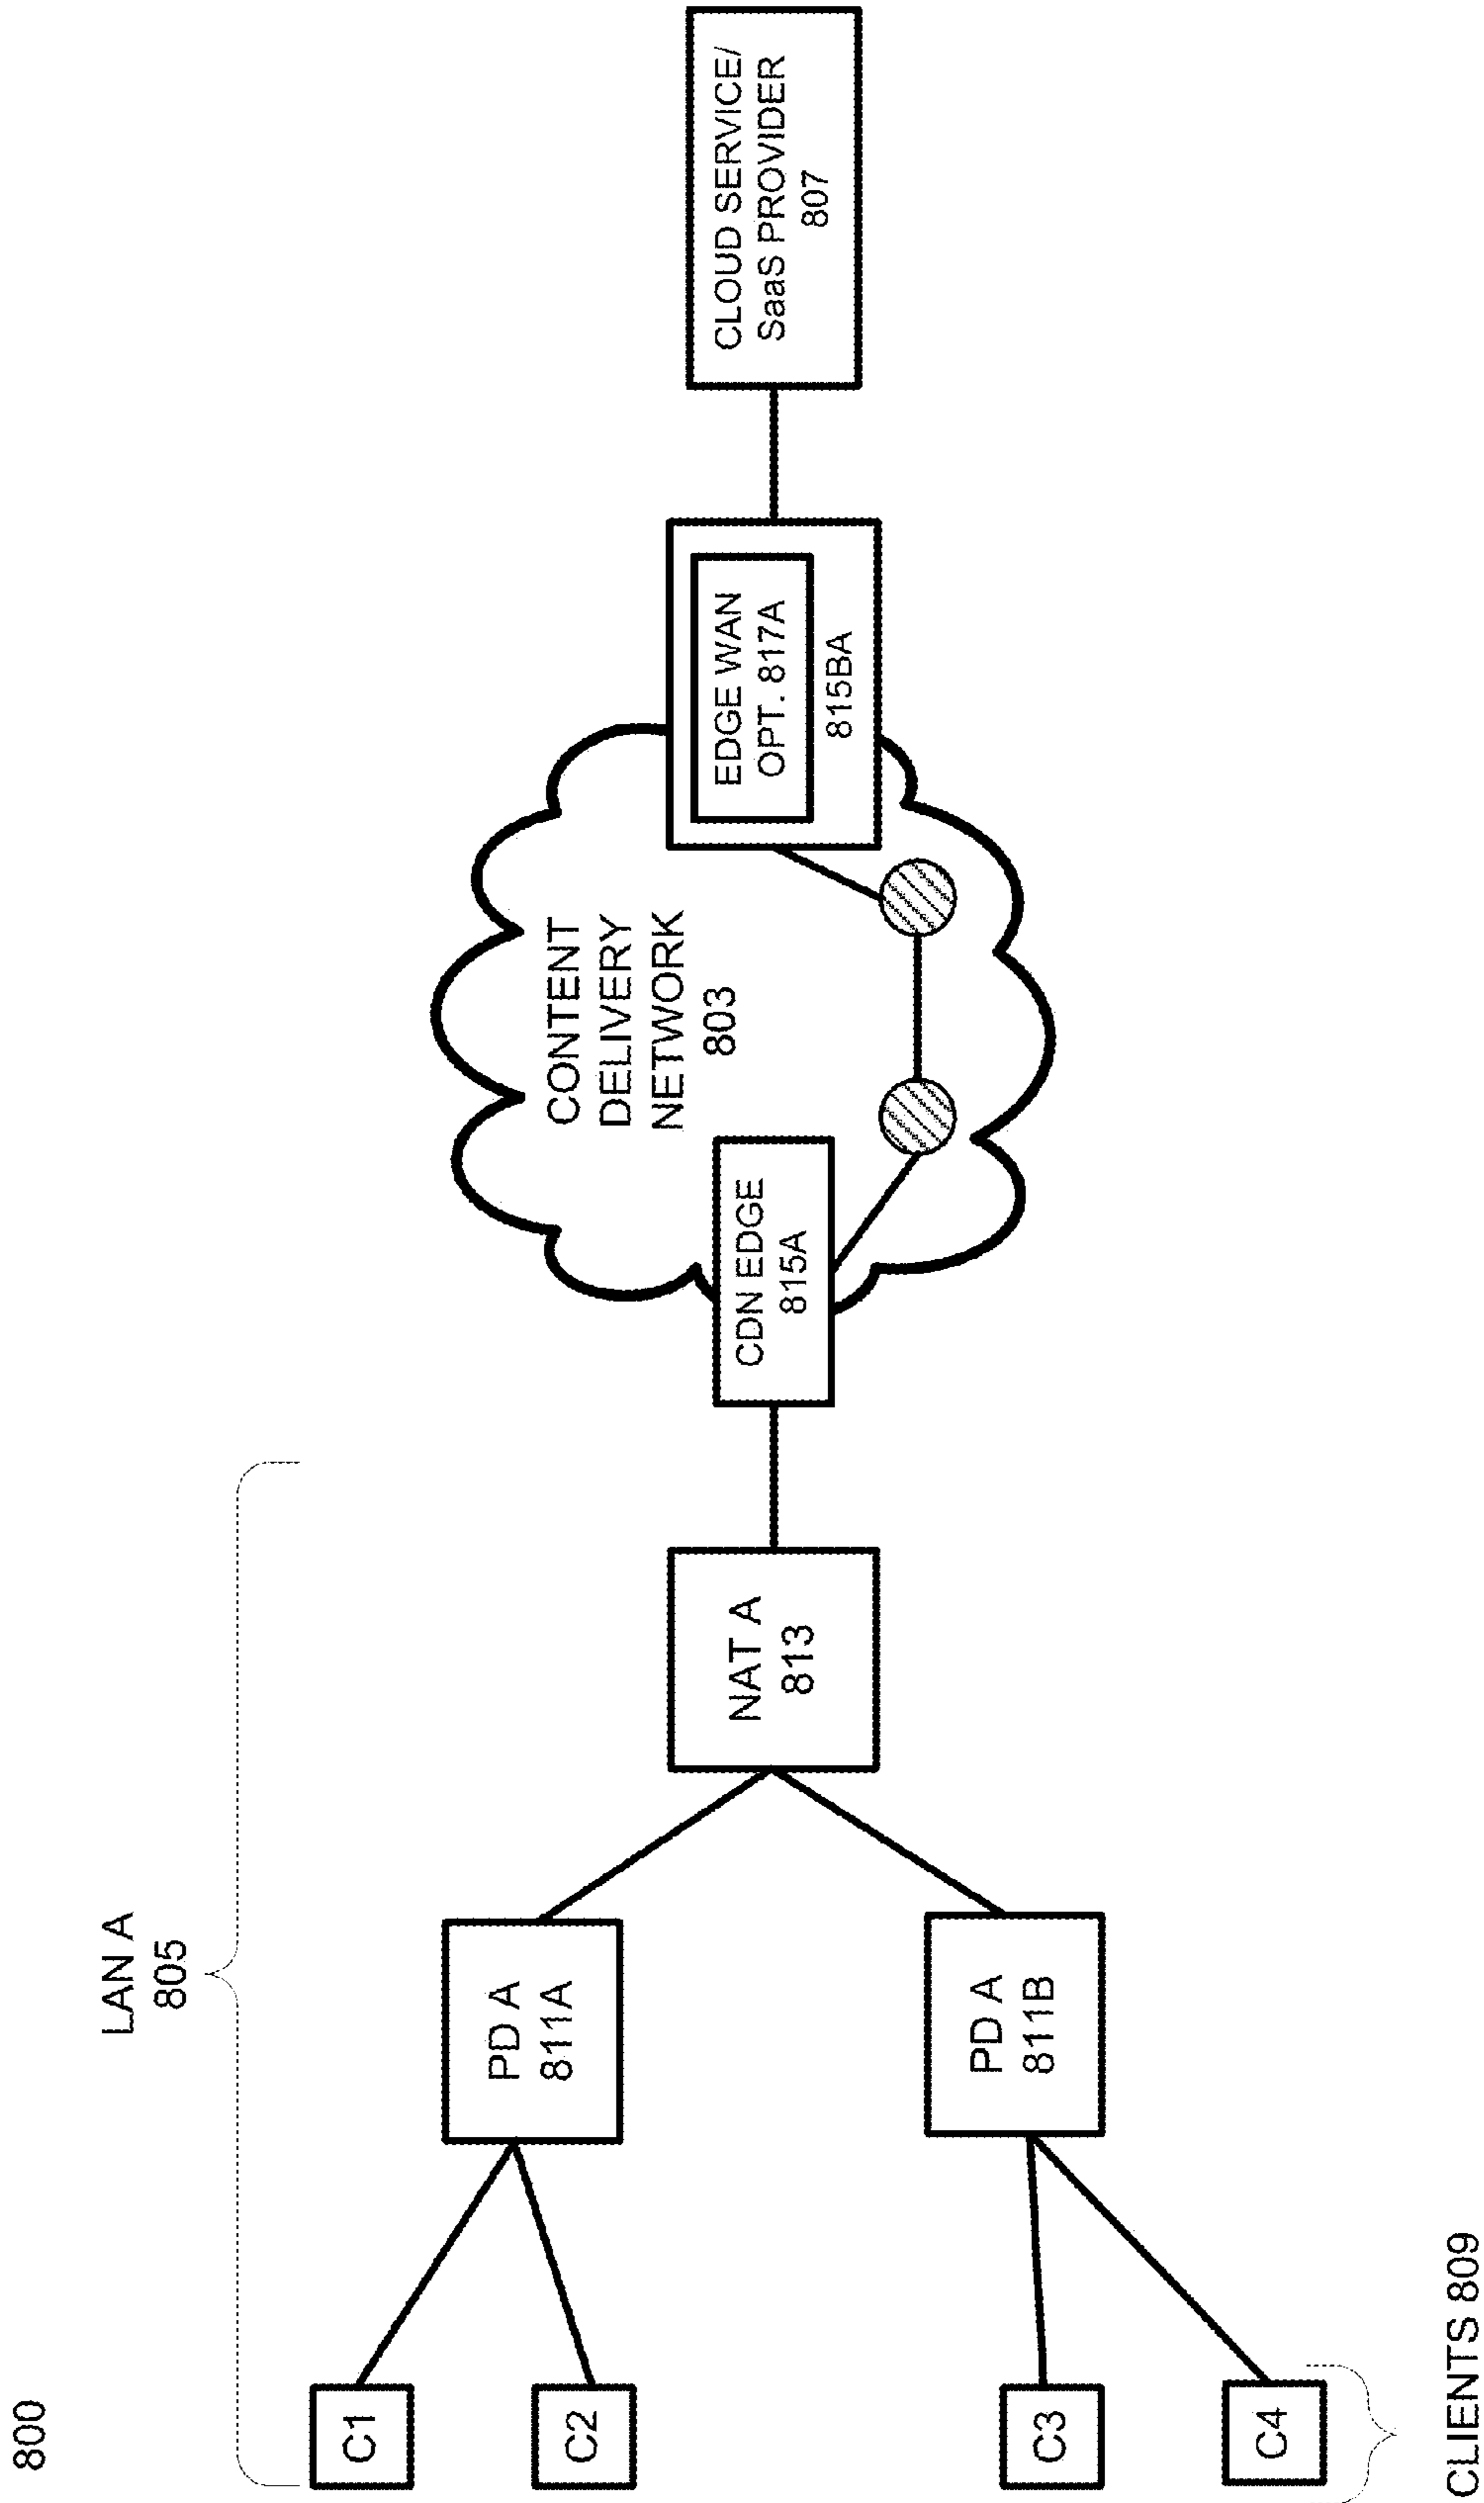 800
LAN A
805
C1
C2
C3
C4
CLIENTS 809
PD A
811A
PD A
811B
NAT A
813
CDN EDGE
815A
CONTENT
DELIVERY
NETWORK
803
EDGE WAN
OPT. 817A
815BA
CLOUD SERVICE/
SaaS PROVIDER
807